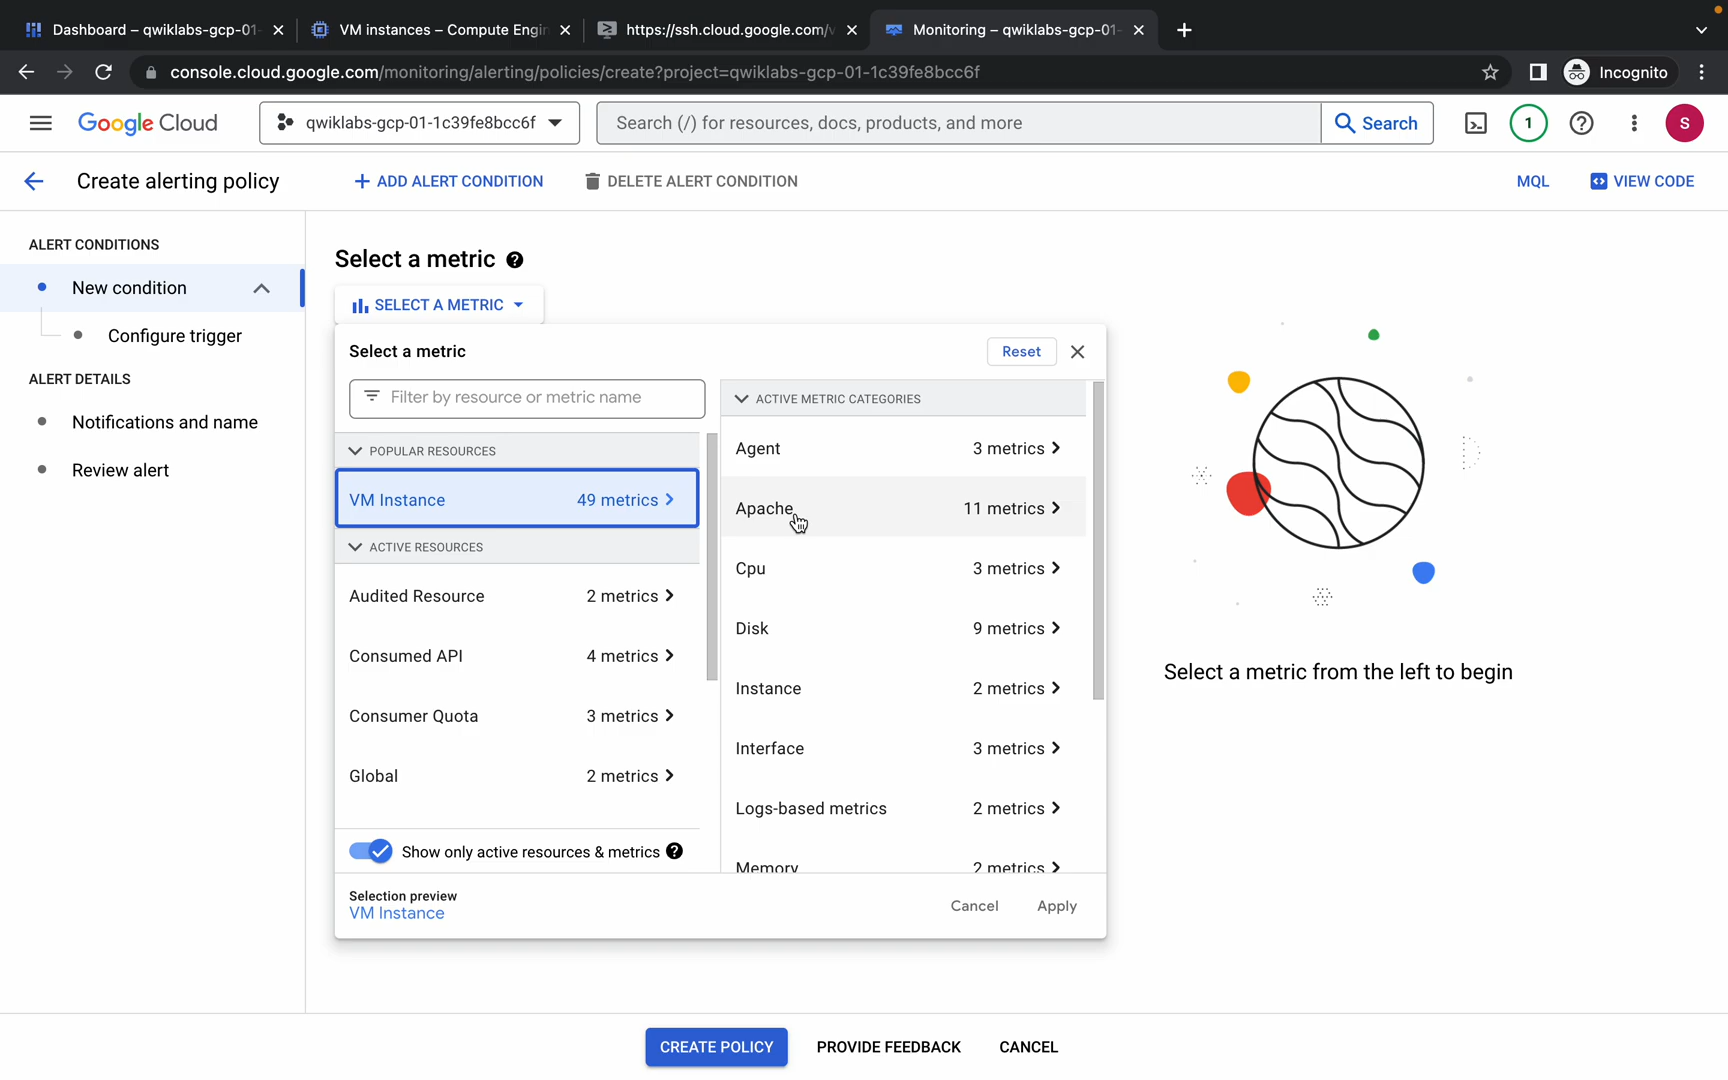 Dashboard – qwiklabs-gcp-01-
VM instances – Compute Engin
https://ssh.cloud.google.com/v
Monitoring – qwiklabs-gcp-01-
console.cloud.google.com/monitoring/alerting/policies/create?project=qwiklabs-gcp-01-1c39fe8bcc6f
Incognito
Google Cloud
qwiklabs-gcp-01-1c39fe8bcc6f
Search (/) for resources, docs, products, and more
Search
1
S
Create alerting policy
ADD ALERT CONDITION
DELETE ALERT CONDITION
MQL
VIEW CODE
ALERT CONDITIONS
New condition
Configure trigger
ALERT DETAILS
Notifications and name
Review alert
Select a metric
SELECT A METRIC
Select a metric
Reset
Filter by resource or metric name
POPULAR RESOURCES
VM Instance 49 metrics
ACTIVE RESOURCES
Audited Resource 2 metrics
Consumed API 4 metrics
Consumer Quota 3 metrics
Global 2 metrics
Show only active resources & metrics
ACTIVE METRIC CATEGORIES
Agent 3 metrics
Apache 11 metrics
Cpu 3 metrics
Disk 9 metrics
Instance 2 metrics
Interface 3 metrics
Logs-based metrics 2 metrics
Memory 2 metrics
Selection preview
VM Instance
Cancel
Apply
Select a metric from the left to begin
CREATE POLICY
PROVIDE FEEDBACK
CANCEL